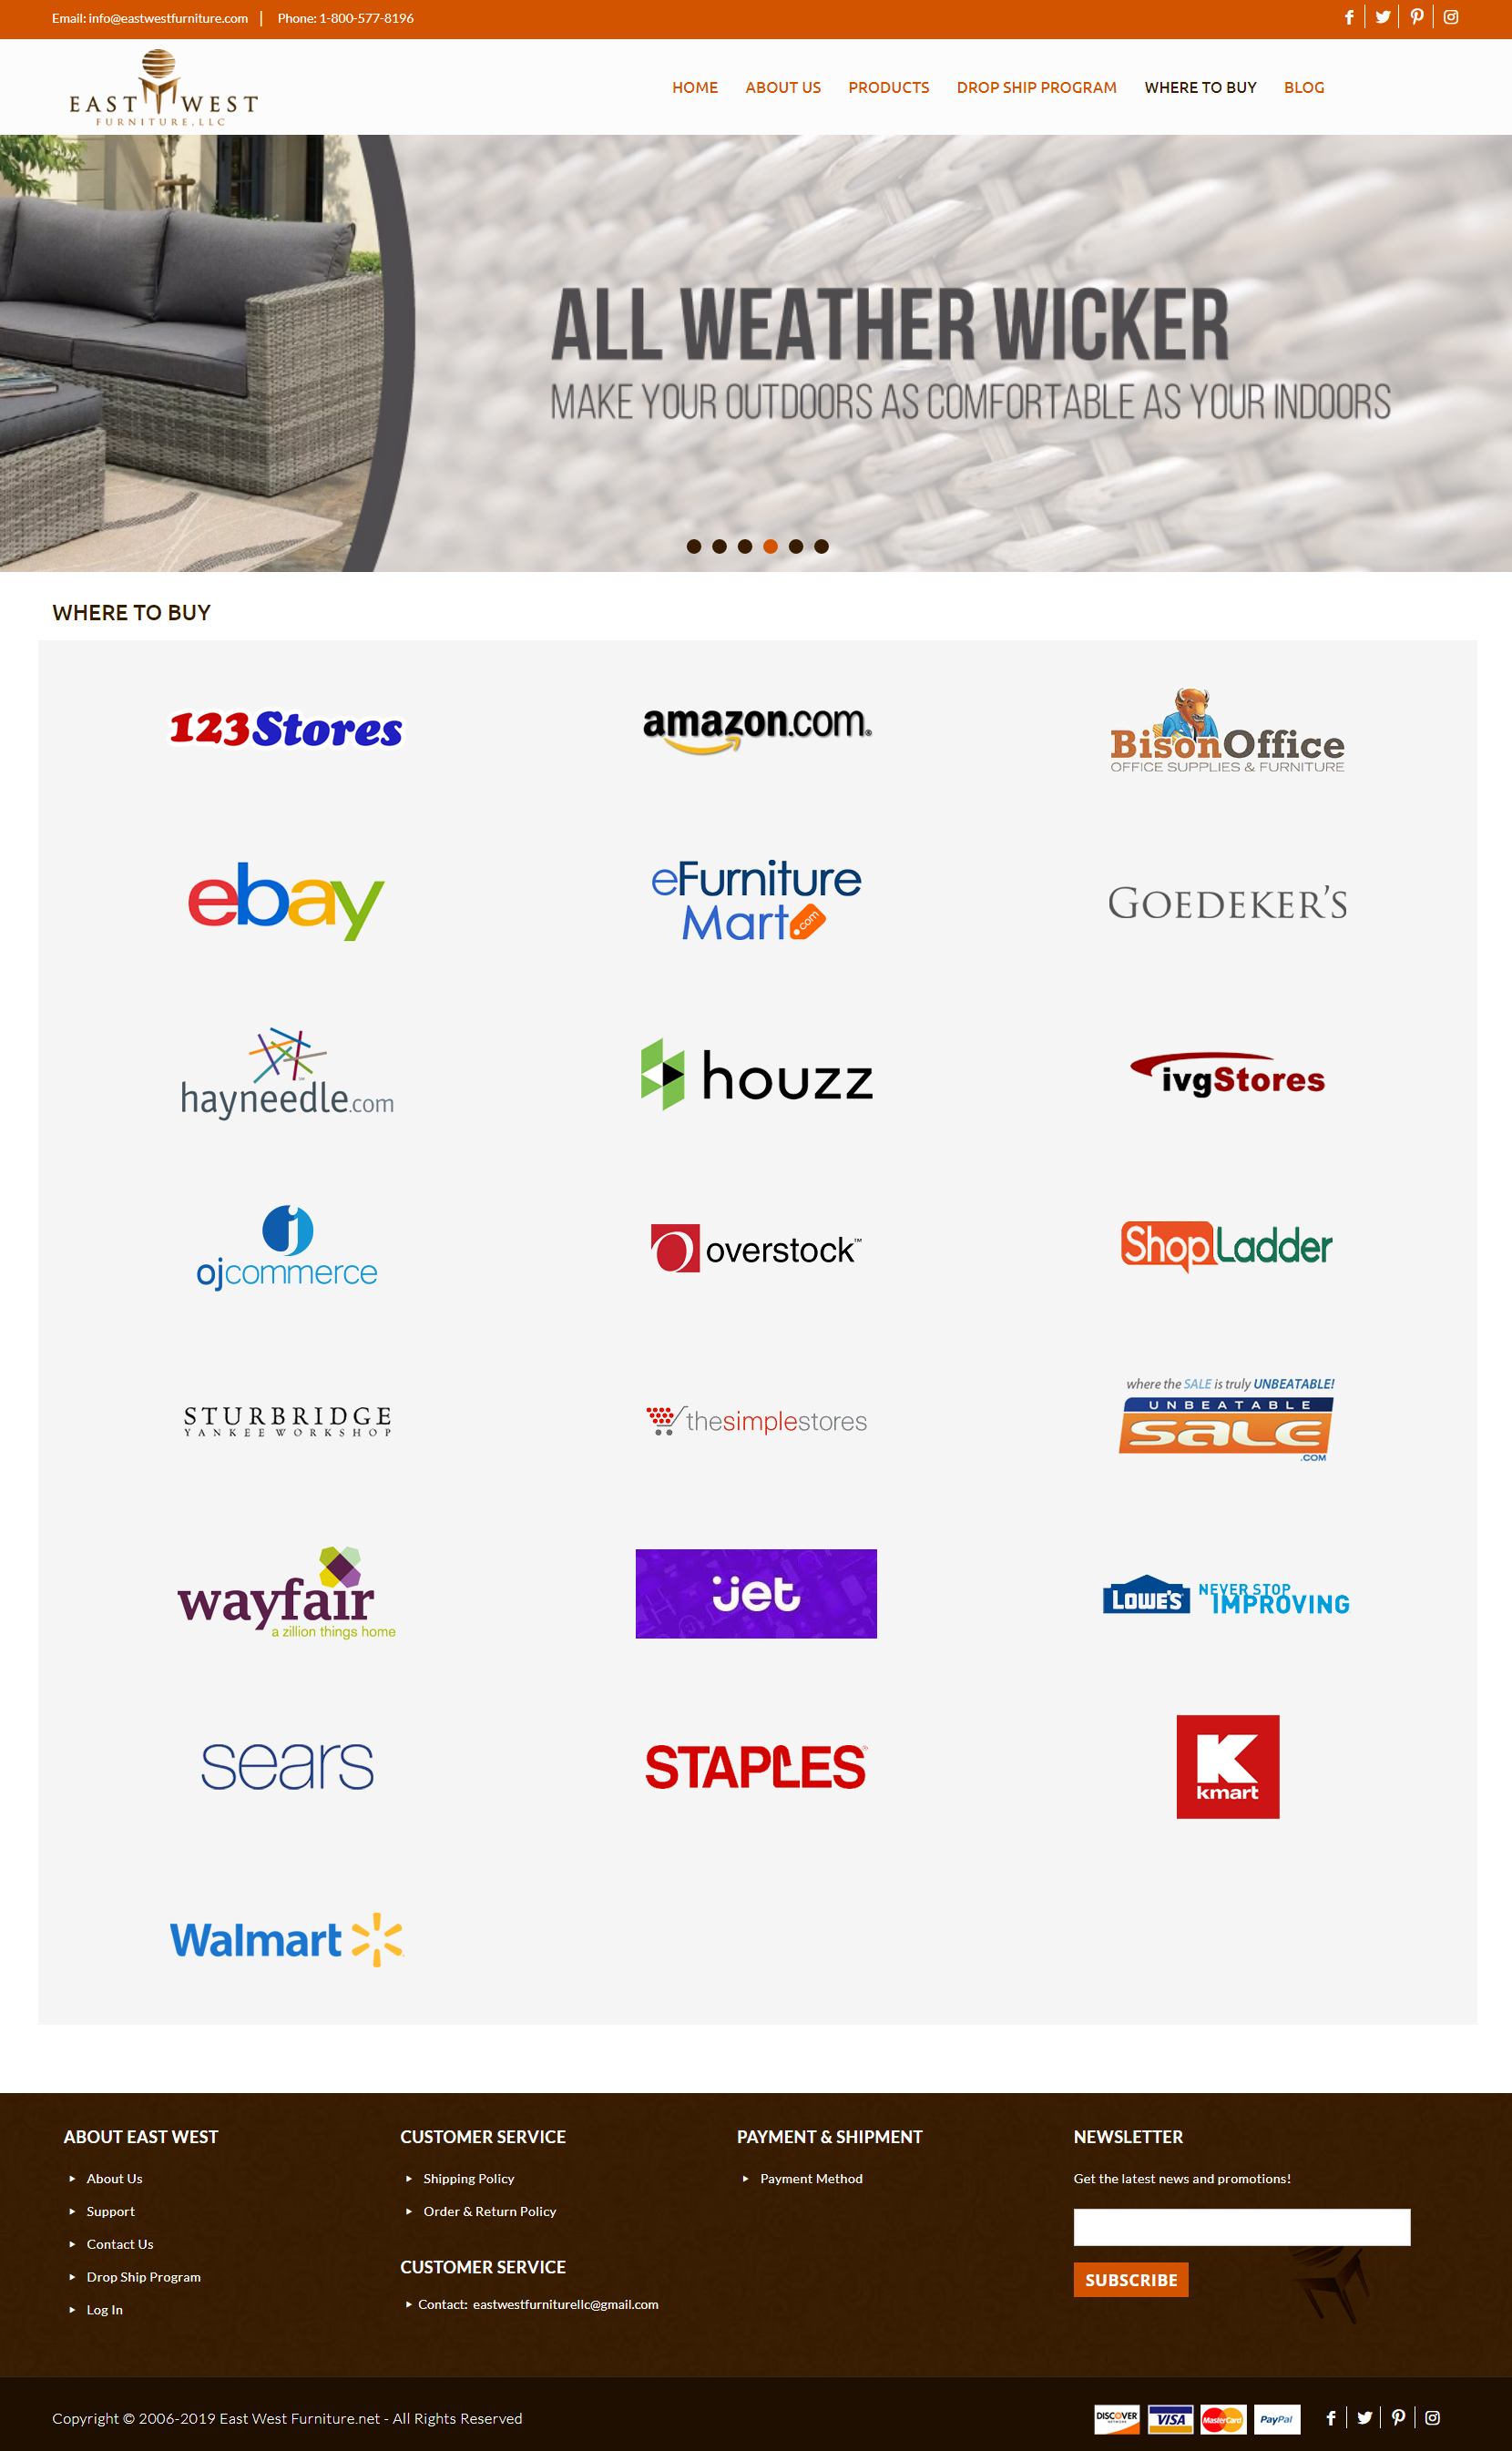 Email: info@eastwestfurniture.com | Phone: 1-800-577-8196
EAST WEST
FURNITURE, LLC
HOME ABOUT US PRODUCTS DROP SHIP PROGRAM WHERE TO BUY BLOG
ALL WEATHER WICKER
MAKE YOUR OUTDOORS AS COMFORTABLE AS YOUR INDOORS
WHERE TO BUY
123Stores
amazon.com®
BisonOffice
OFFICE SUPPLIES & FURNITURE
ebay
eFurniture
Mart.com
GOEDEKER'S
hayneedle.com
houzz
ivgStores
ojcommerce
overstock™
ShopLadder
STURBRIDGE
YANKEE WORKSHOP
thesimplestores
where the SALE is truly UNBEATABLE!
UNBEATABLE
SALE
.COM
wayfair
a zillion things home
jet
LOWE'S NEVER STOP
IMPROVING
sears
STAPLES®
K
kmart
Walmart
ABOUT EAST WEST
About Us
Support
Contact Us
Drop Ship Program
Log In
CUSTOMER SERVICE
Shipping Policy
Order & Return Policy
CUSTOMER SERVICE
Contact: eastwestfurniturellc@gmail.com
PAYMENT & SHIPMENT
Payment Method
NEWSLETTER
Get the latest news and promotions!
SUBSCRIBE
Copyright © 2006-2019 East West Furniture.net - All Rights Reserved
DISCOVER
NETWORK
VISA
MasterCard
PayPal